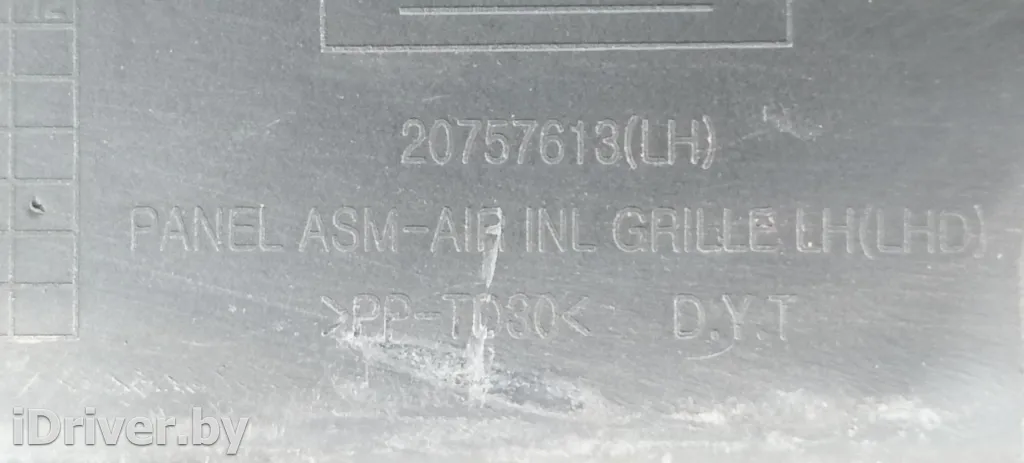 20757613(LH)
PANEL ASM-AIR INL GRILLE LH(LHD)
>PP-TD30< D.Y.T
iDriver.by